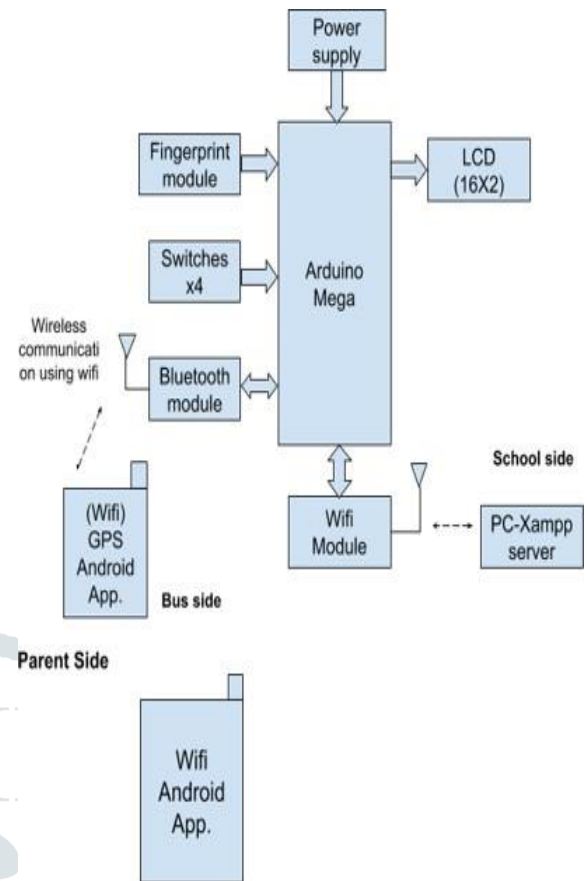 Power
supply
Fingerprint
module
LCD
(16X2)
Switches
x4
Arduino
Mega
Wireless
communicati
on using wifi
Bluetooth
module
School side
(Wifi)
GPS
Android
App.
Bus side
Wifi
Module
PC-Xampp
server
Parent Side
Wifi
Android
App.